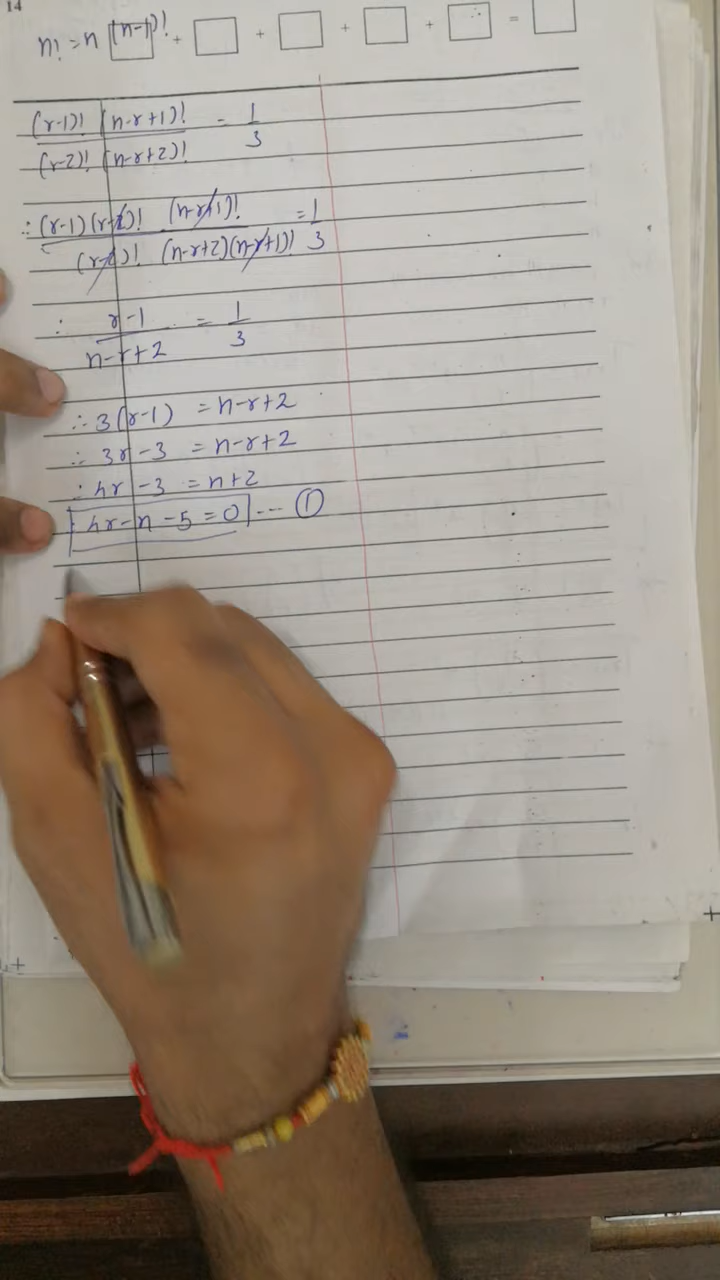 14
n! = n (n-1)! + + + + =
(r-1)! (n-r+1)! = 1/3
(r-2)! (n-r+2)!
∴ (r-1)(r-2)! (n-r+1)! = 1
(r-2)! (n-r+2)(n-r+1)! 3
∴ r-1 = 1
n-r+2 3
∴ 3(r-1) = n-r+2
∴ 3r-3 = n-r+2
∴ 4r-3 = n+2
∴ 4r-n-5=0 --- ①